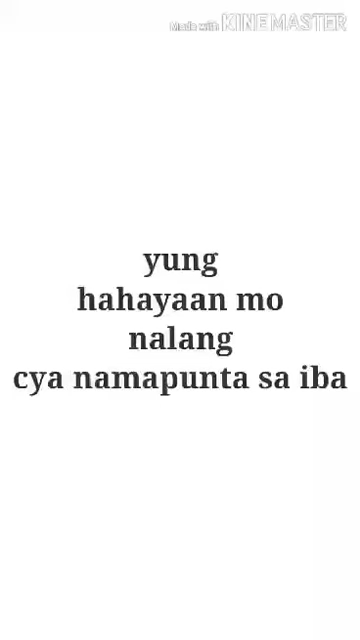 Made with KINEMASTER
yung
hahayaan mo
nalang
cya namapunta sa iba